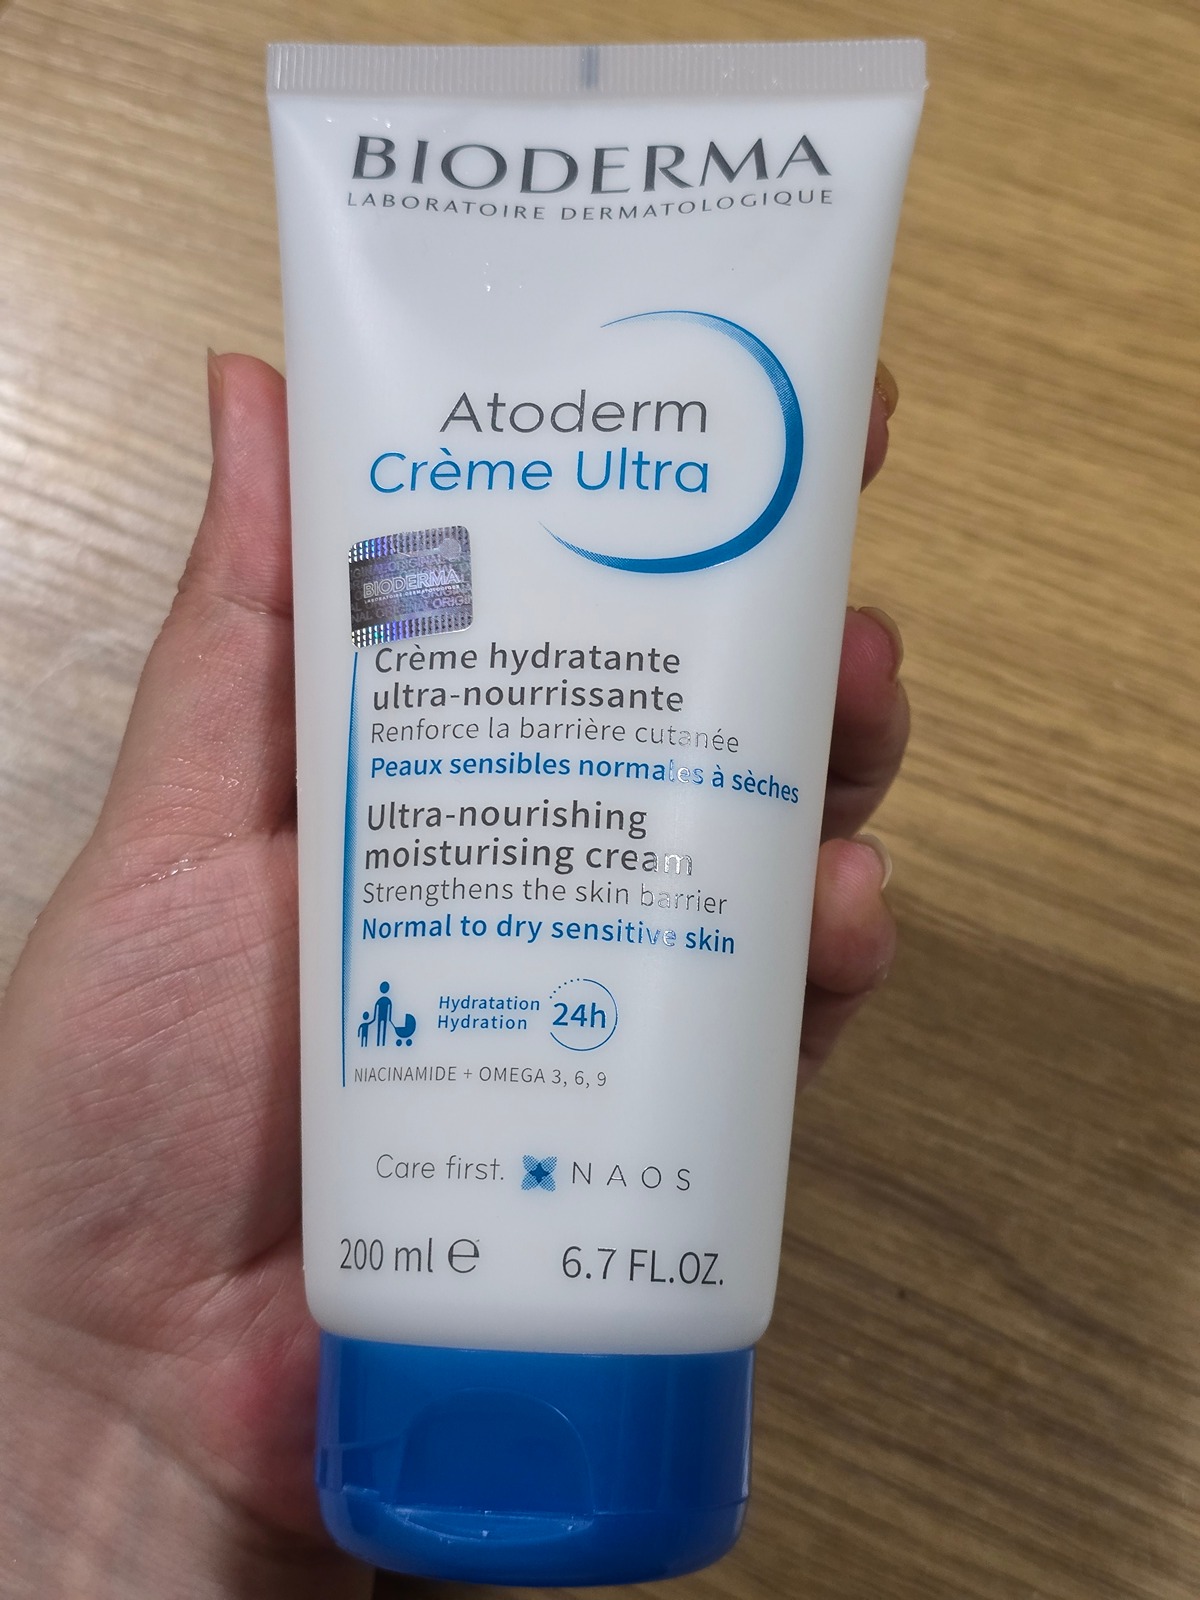 BIODERMA
LABORATOIRE DERMATOLOGIQUE
Atoderm
Crème Ultra
BIODERMA
LABORATOIRE DERMATOLOGIQUE
Crème hydratante
ultra-nourrissante
Renforce la barrière cutanée
Peaux sensibles normales à sèches
Ultra-nourishing
moisturising cream
Strengthens the skin barrier
Normal to dry sensitive skin
Hydratation
Hydration
24h
NIACINAMIDE + OMEGA 3, 6, 9
Care first. NAOS
200 ml ℮ 6.7 FL.OZ.